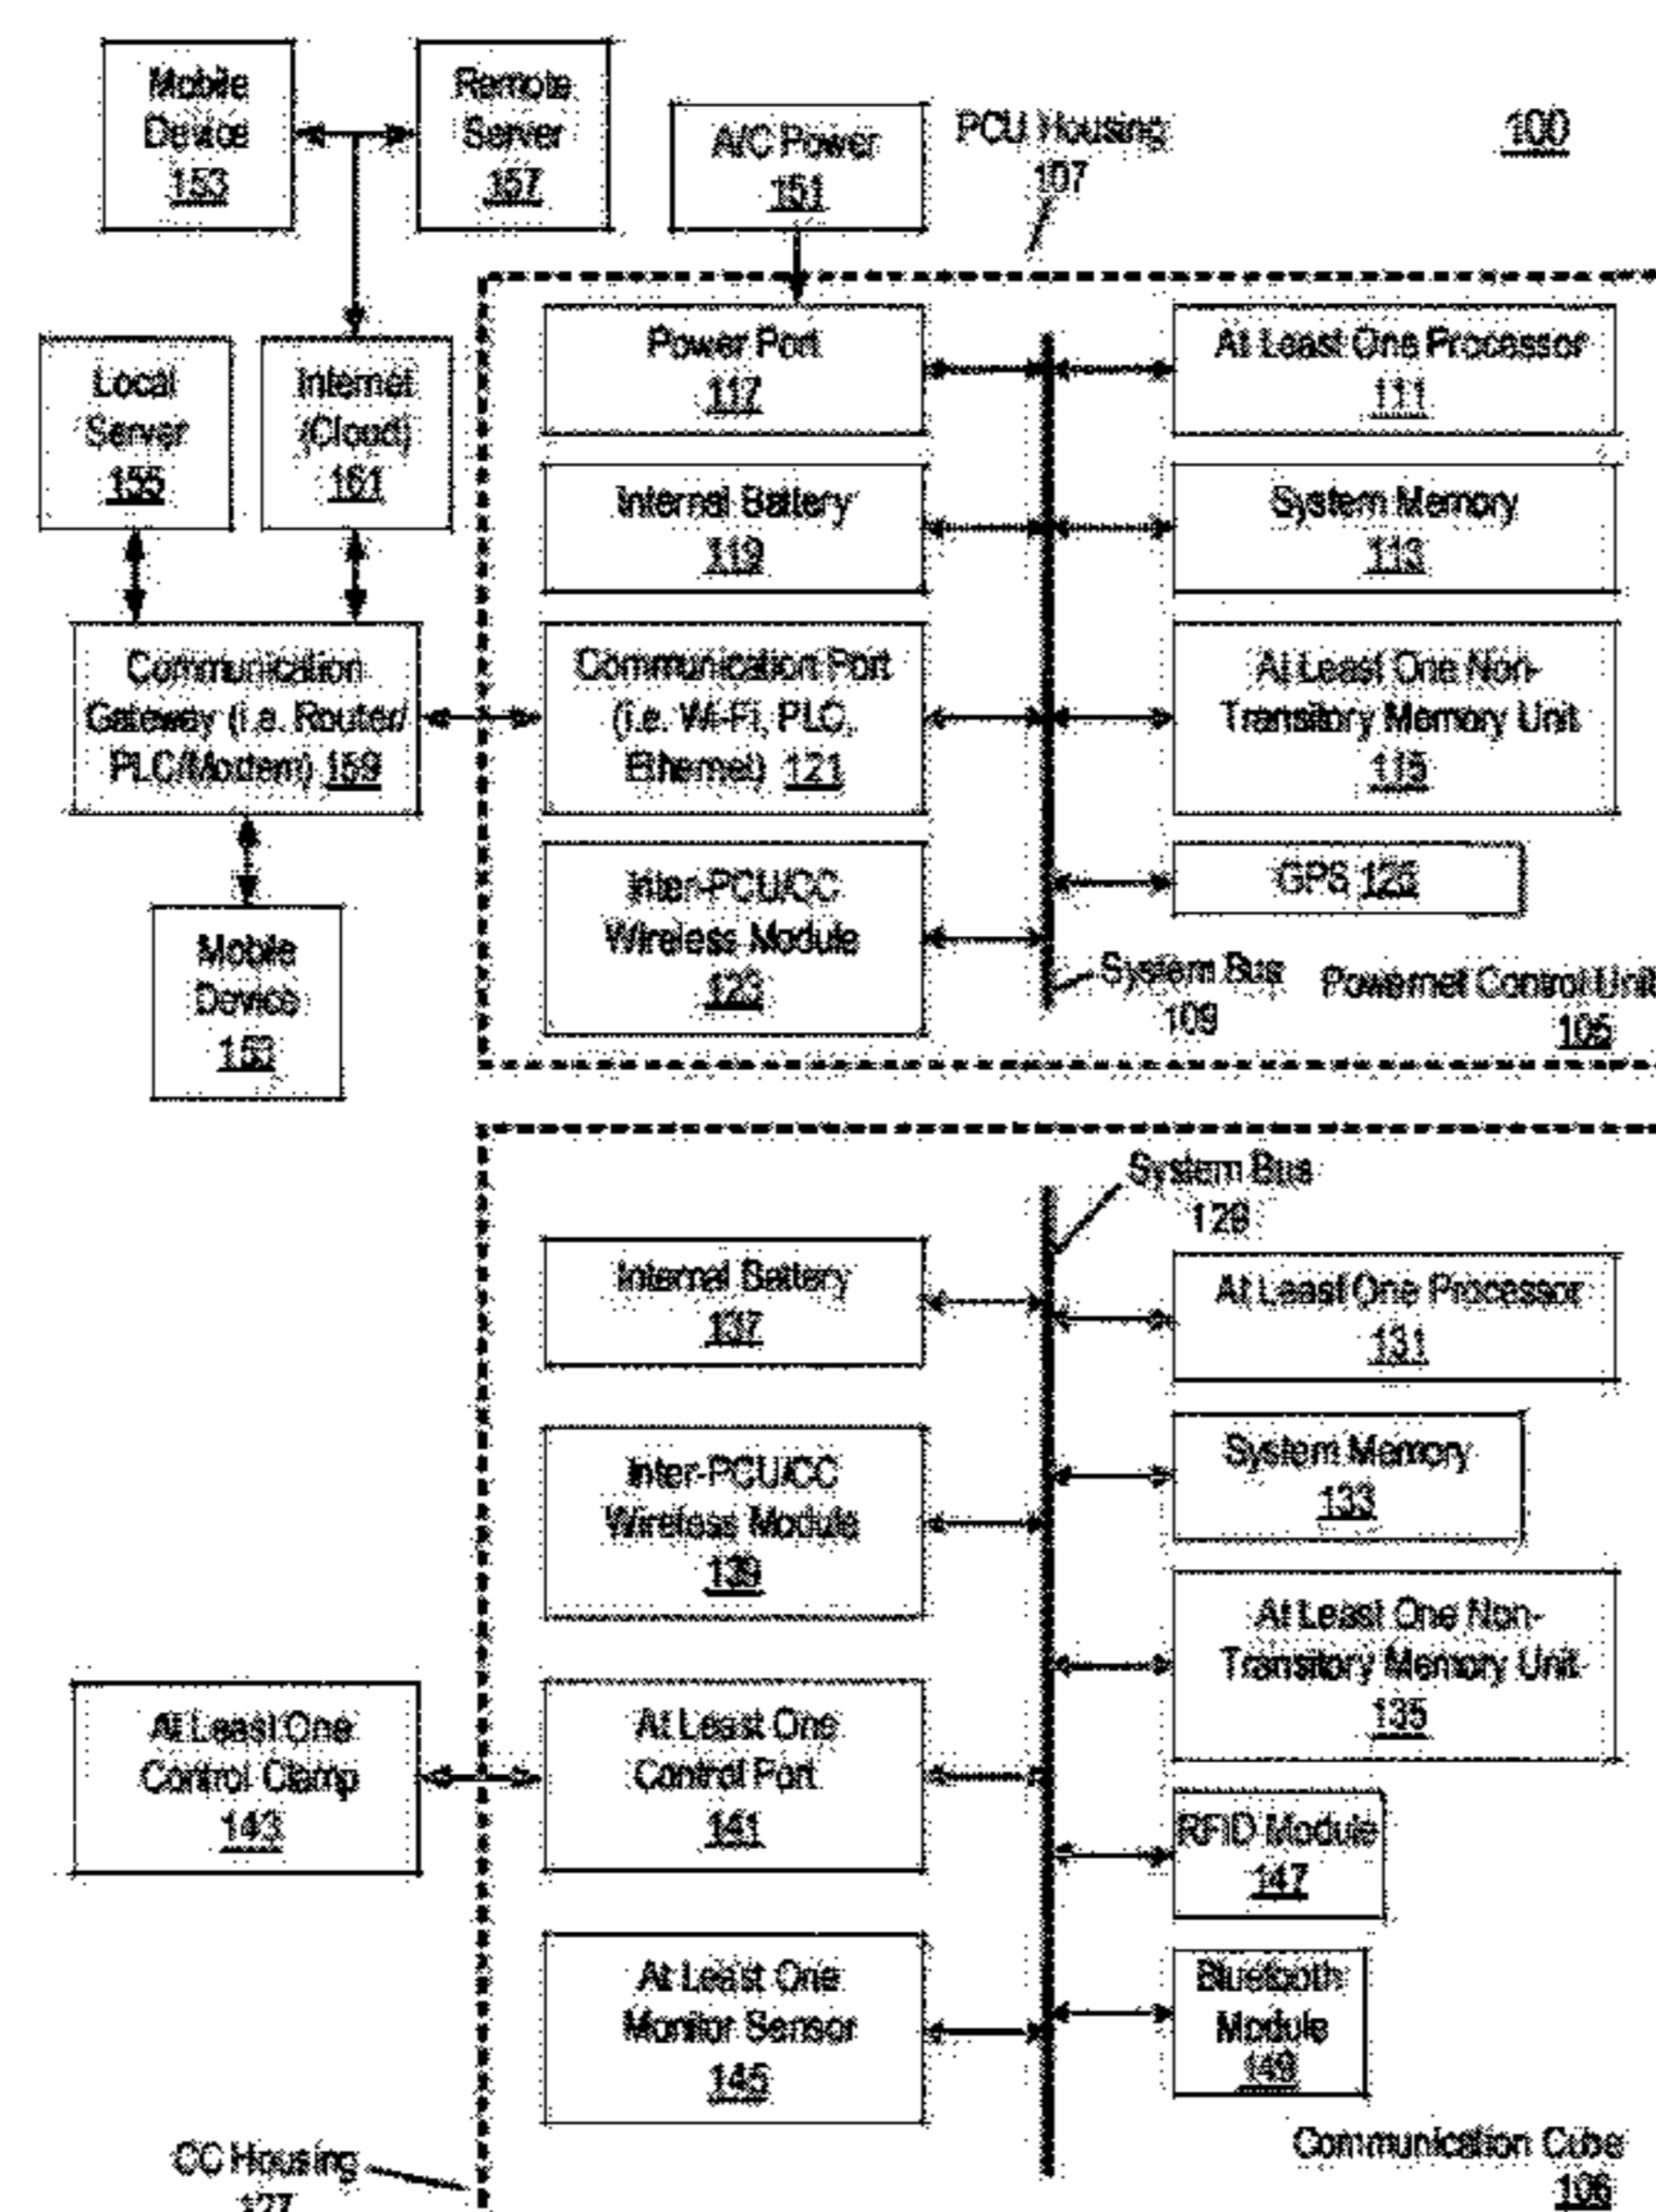 Mobile
Device
153
Remote
Server
157
A/C Power
151
PCU Housing
107
100
Local
Server
155
Internet
(Cloud)
161
Power Port
117
At Least One Processor
111
Internal Battery
119
System Memory
113
Communication
Gateway (i.e. Router/
PLC/Modem) 159
Communication Port
(i.e. Wi-Fi, PLC,
Ethernet) 121
At Least One Non-
Transitory Memory Unit
115
Mobile
Device
153
Inter-PCU/CC
Wireless Module
123
GPS 125
System Bus
109
Powernet Control Unit
105
System Bus
129
Internal Battery
137
At Least One Processor
131
Inter-PCU/CC
Wireless Module
139
System Memory
133
At Least One Non-
Transitory Memory Unit
135
At Least One
Control Clamp
143
At Least One
Control Port
141
RFID Module
147
At Least One
Monitor Sensor
145
Bluetooth
Module
149
CC Housing
127
Communication Cube
106